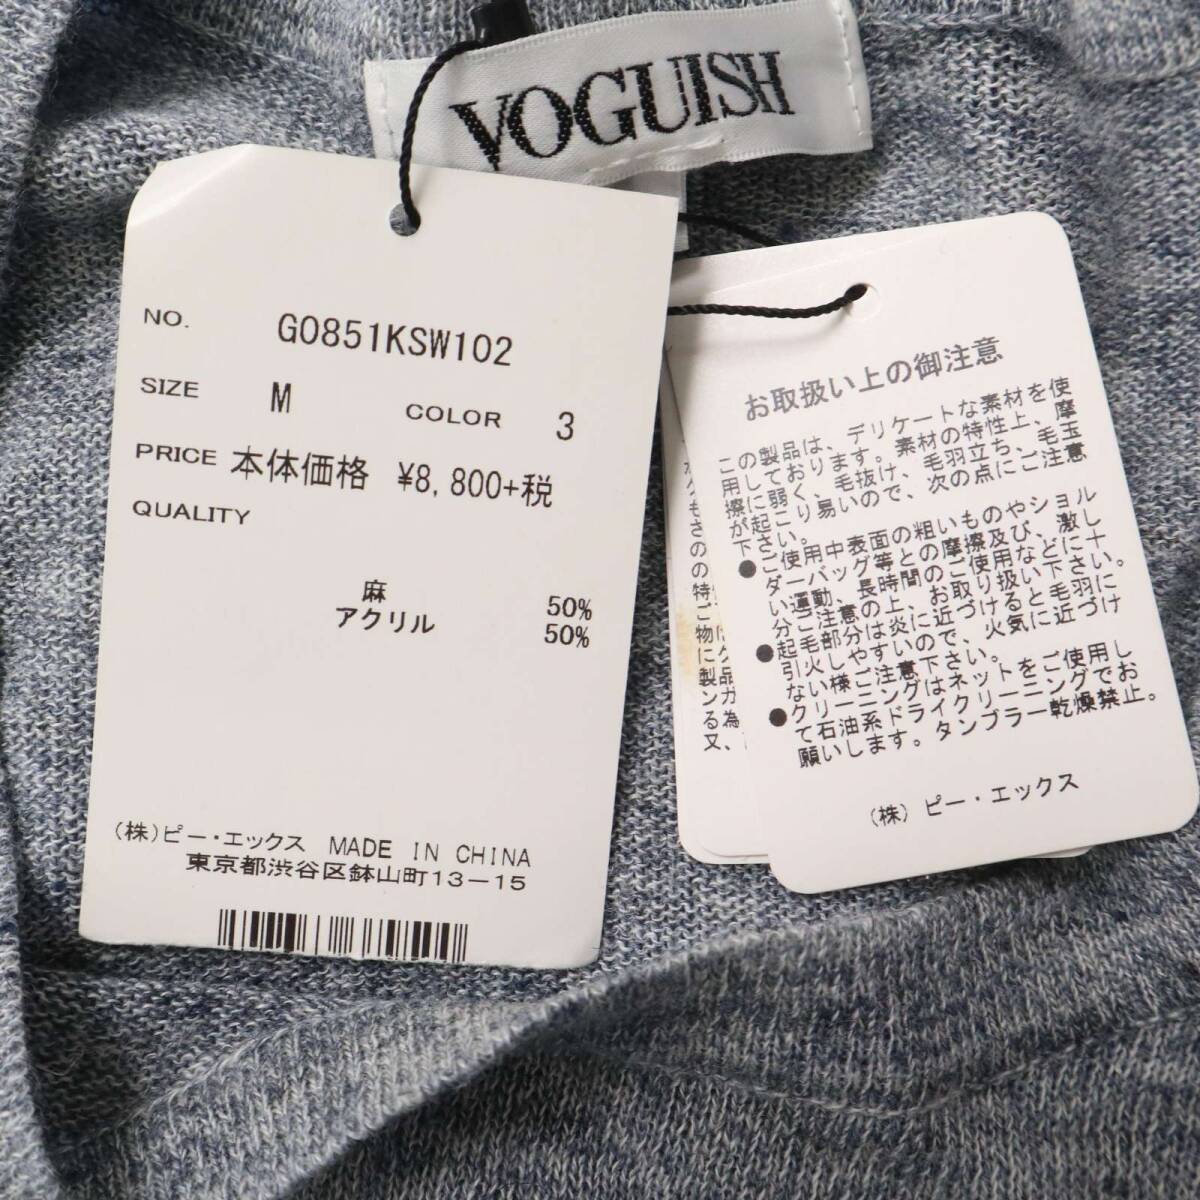 VOGUISH
NO. G0851KSW102
SIZE M COLOR 3
PRICE 本体価格 ¥8,800+税
QUALITY
麻 50%
アクリル 50%
(株)ピー・エックス MADE IN CHINA
東京都渋谷区鉢山町13-15
お取扱い上の御注意
この製品は、デリケートな素材を使
用しております。素材の特性上、摩
擦に弱く、毛抜け、毛羽立ち、毛玉
が起こり易いので、次の点にご注意
下さい。
●ご使用中表面の粗いものやショル
ダーバッグ等との摩擦及び、激し
い運動、長時間のご使用などに十
分ご注意の上、お取り扱い下さい。
●起毛部分は炎に近づけると毛羽に
引火しやすいので、火気に近づけ
ない様ご注意下さい。
●クリーニングはネットをご使用し
て石油系ドライクリーニングでお
願いします。タンブラー乾燥禁止。
(株)ピー・エックス